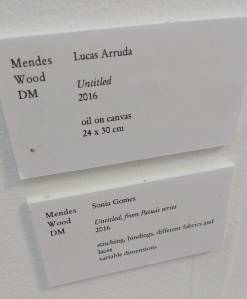 Mendes
Wood
DM
Lucas Arruda
Untitled
2016
oil on canvas
24 x 30 cm
Mendes
Wood
DM
Sonia Gomes
Untitled, from Patuás series
2016
stitching, bindings, different fabrics and
laces
variable dimensions